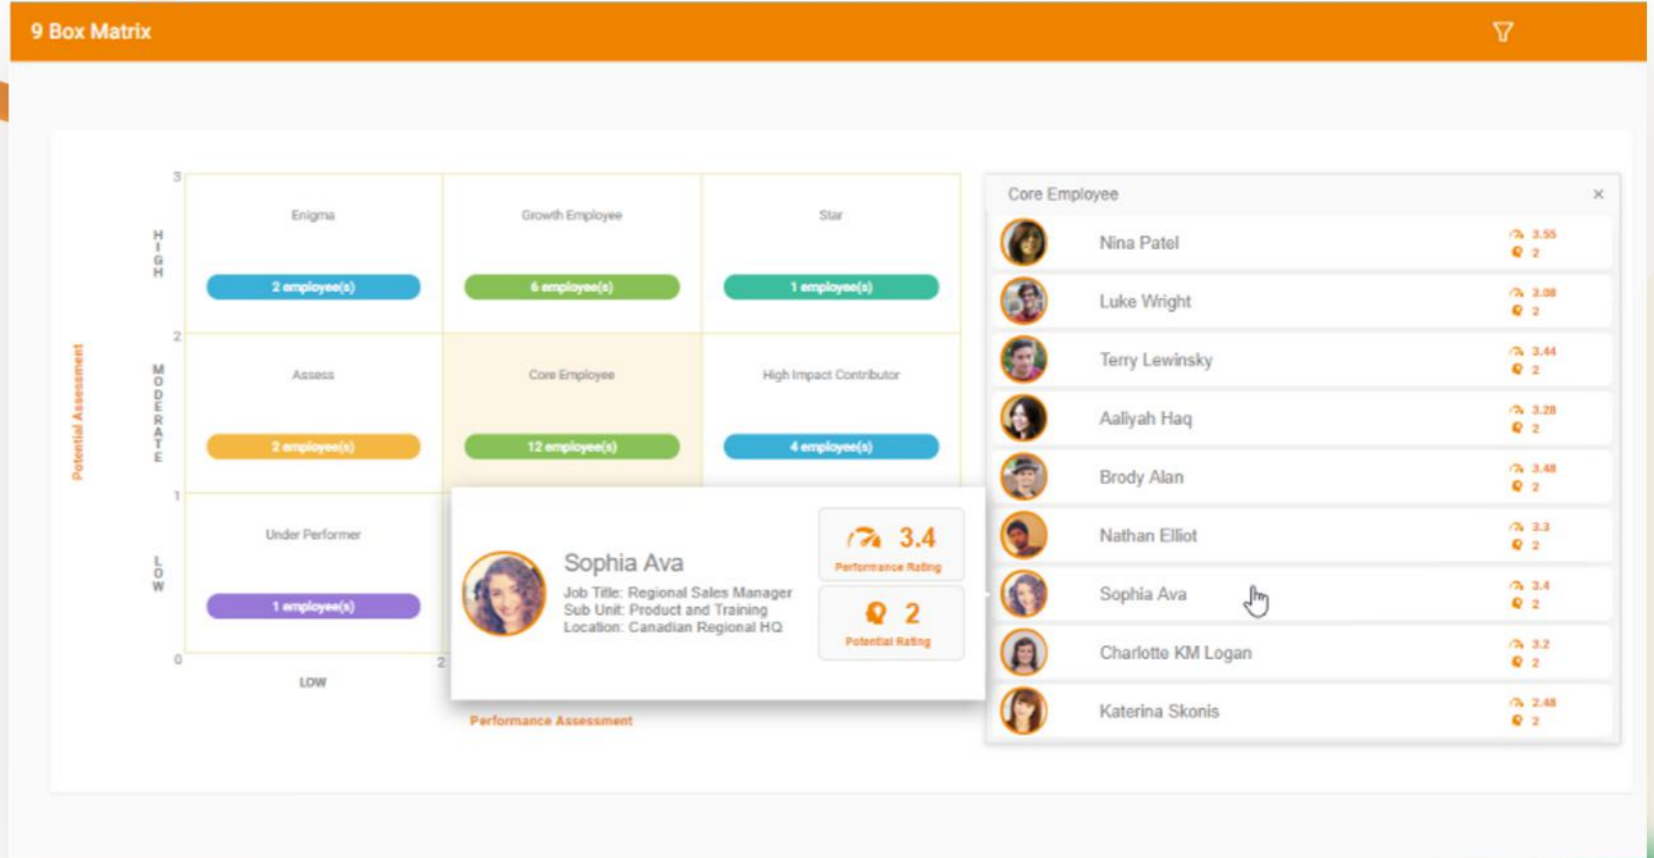 9 Box Matrix
3
HIGH
Enigma
2 employee(s)
Growth Employee
6 employee(s)
Star
1 employee(s)
2
Potential Assessment
MODERATE
Assess
2 employee(s)
Core Employee
12 employee(s)
High Impact Contributor
4 employee(s)
1
LOW
Under Performer
1 employee(s)
0
2
LOW
Performance Assessment
Sophia Ava
Job Title: Regional Sales Manager
Sub Unit: Product and Training
Location: Canadian Regional HQ
3.4
Performance Rating
2
Potential Rating
Core Employee ×
Nina Patel
3.55
2
Luke Wright
3.08
2
Terry Lewinsky
3.44
2
Aaliyah Haq
3.28
2
Brody Alan
3.48
2
Nathan Elliot
3.3
2
Sophia Ava
3.4
2
Charlotte KM Logan
3.2
2
Katerina Skonis
2.48
2